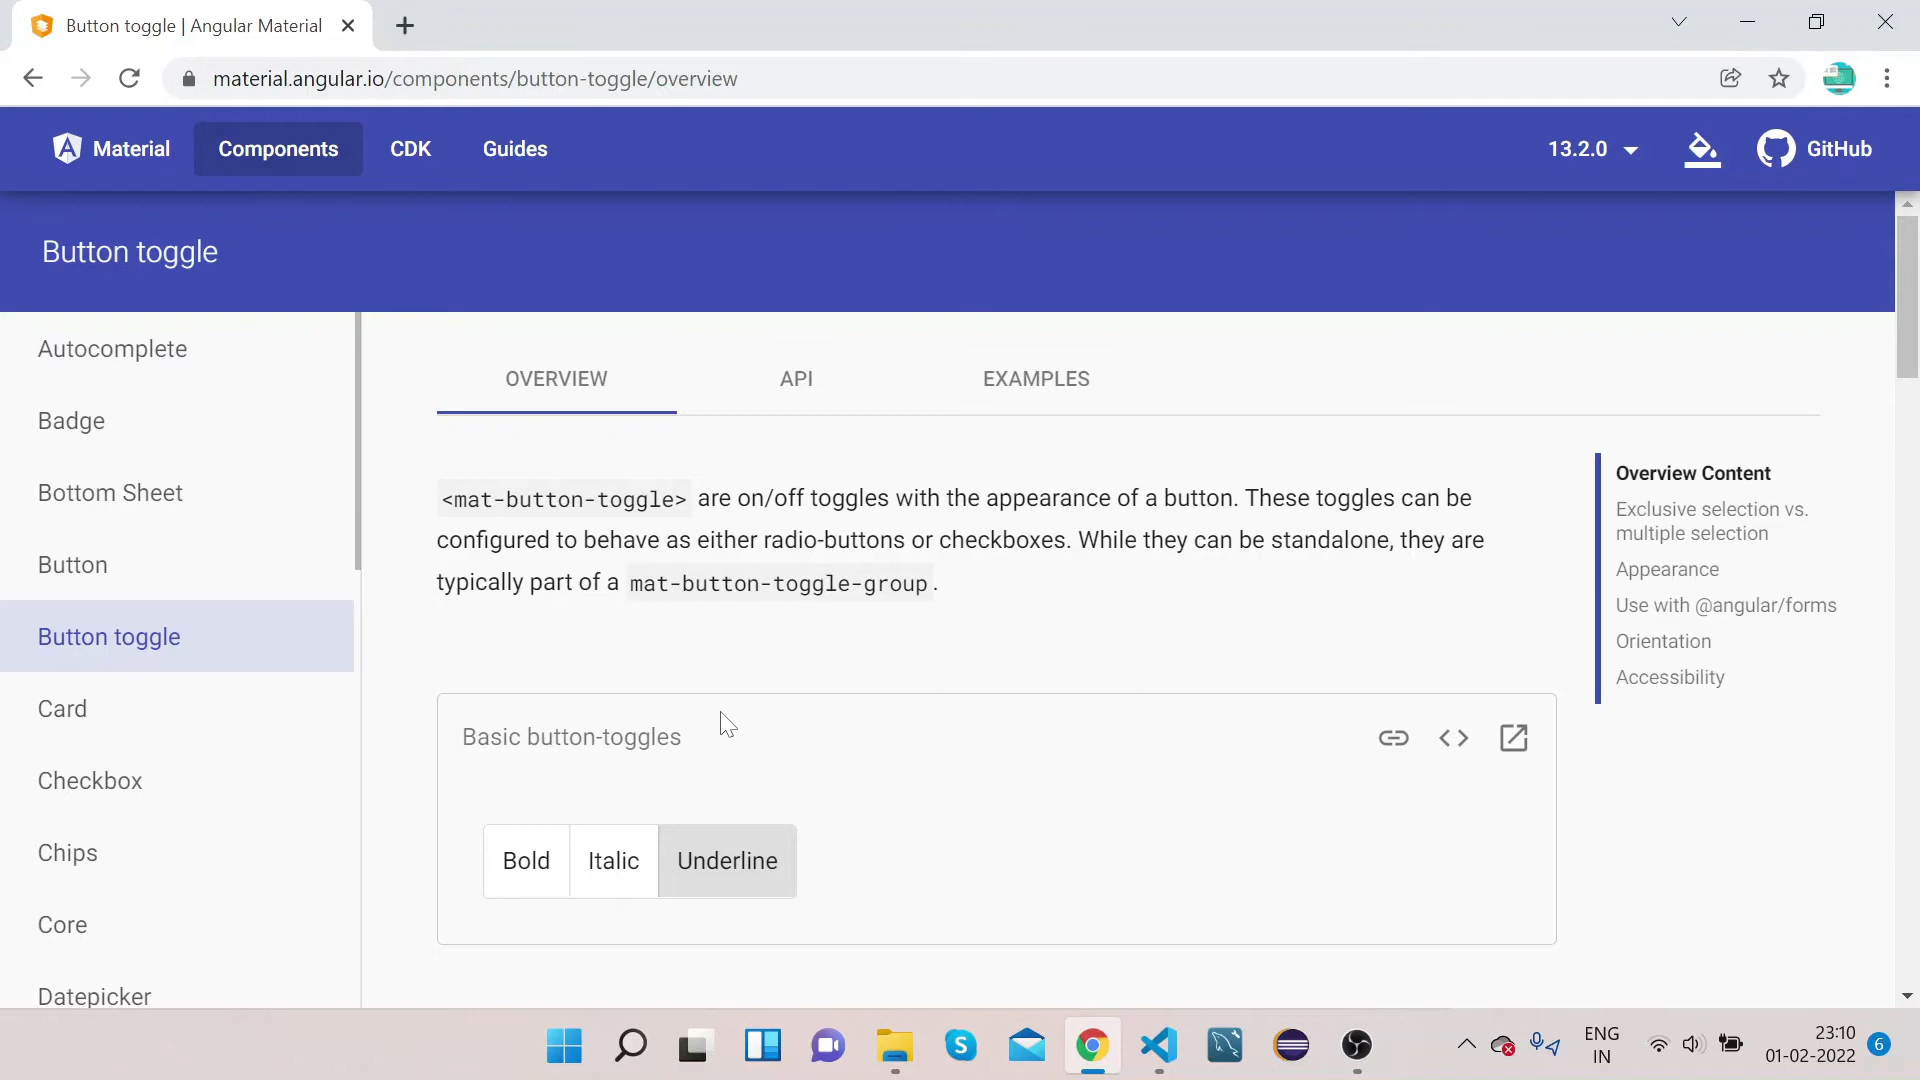 Button toggle | Angular Material
material.angular.io/components/button-toggle/overview
Material
Components
CDK
Guides
13.2.0
GitHub
Button toggle
Autocomplete
Badge
Bottom Sheet
Button
Button toggle
Card
Checkbox
Chips
Core
Datepicker
OVERVIEW
API
EXAMPLES
<mat-button-toggle> are on/off toggles with the appearance of a button. These toggles can be
configured to behave as either radio-buttons or checkboxes. While they can be standalone, they are
typically part of a mat-button-toggle-group.
Basic button-toggles
Bold
Italic
Underline
Overview Content
Exclusive selection vs.
multiple selection
Appearance
Use with @angular/forms
Orientation
Accessibility
ENG
IN
23:10
01-02-2022
6